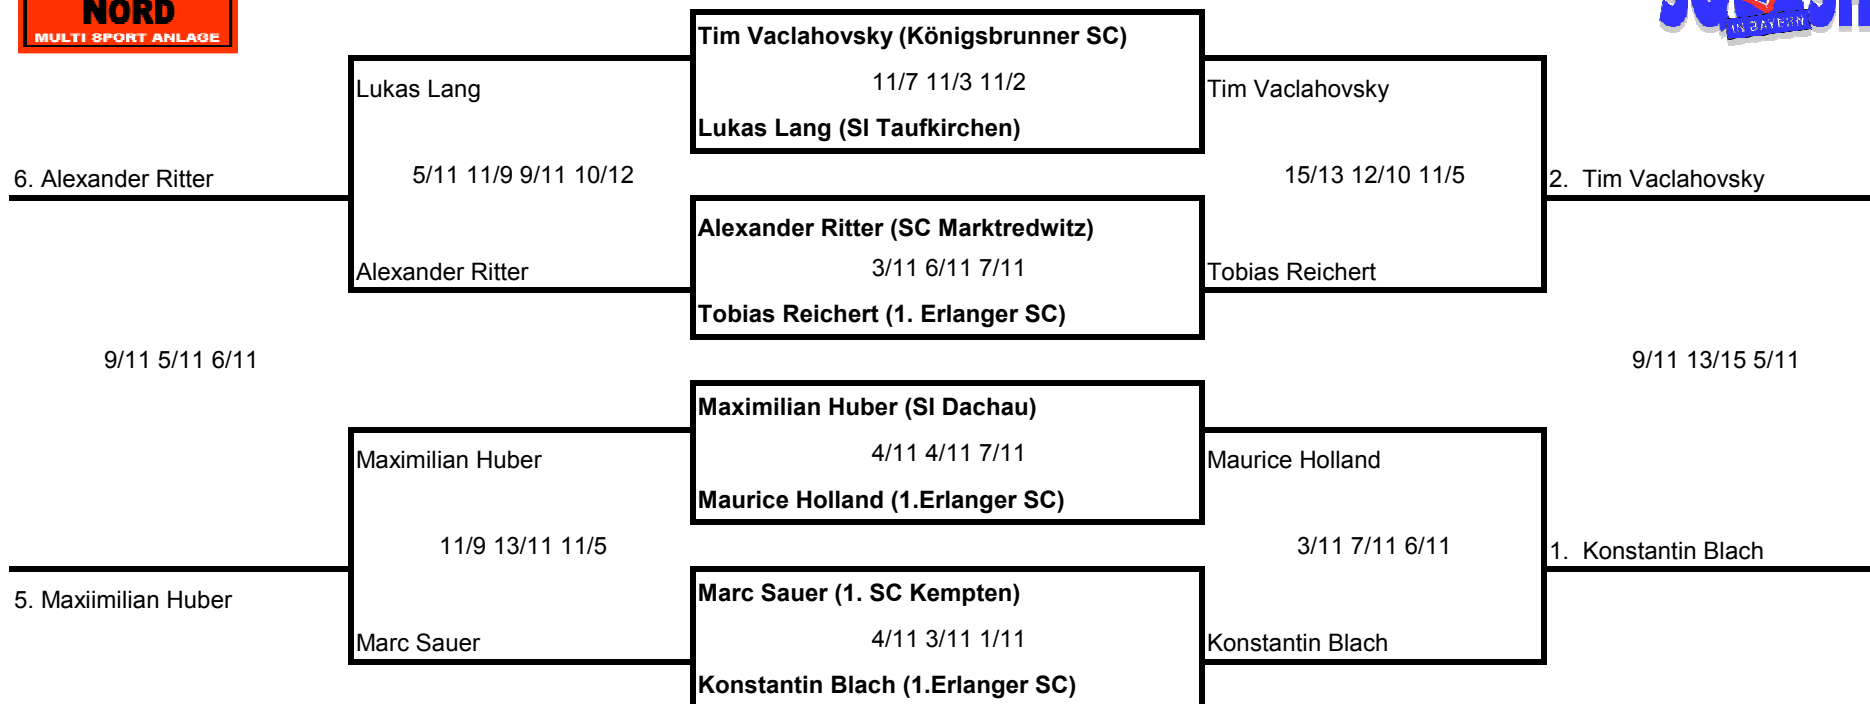 NORD
MULTI SPORT ANLAGE
IN BAYERN
Tim Vaclahovsky (Königsbrunner SC)
Lukas Lang
11/7 11/3 11/2
Tim Vaclahovsky
Lukas Lang (SI Taufkirchen)
6. Alexander Ritter
5/11 11/9 9/11 10/12
15/13 12/10 11/5
2. Tim Vaclahovsky
Alexander Ritter (SC Marktredwitz)
Alexander Ritter
3/11 6/11 7/11
Tobias Reichert
Tobias Reichert (1. Erlanger SC)
9/11 5/11 6/11
9/11 13/15 5/11
Maximilian Huber (SI Dachau)
Maximilian Huber
4/11 4/11 7/11
Maurice Holland
Maurice Holland (1.Erlanger SC)
11/9 13/11 11/5
3/11 7/11 6/11
1. Konstantin Blach
5. Maxiimilian Huber
Marc Sauer (1. SC Kempten)
Marc Sauer
4/11 3/11 1/11
Konstantin Blach
Konstantin Blach (1.Erlanger SC)